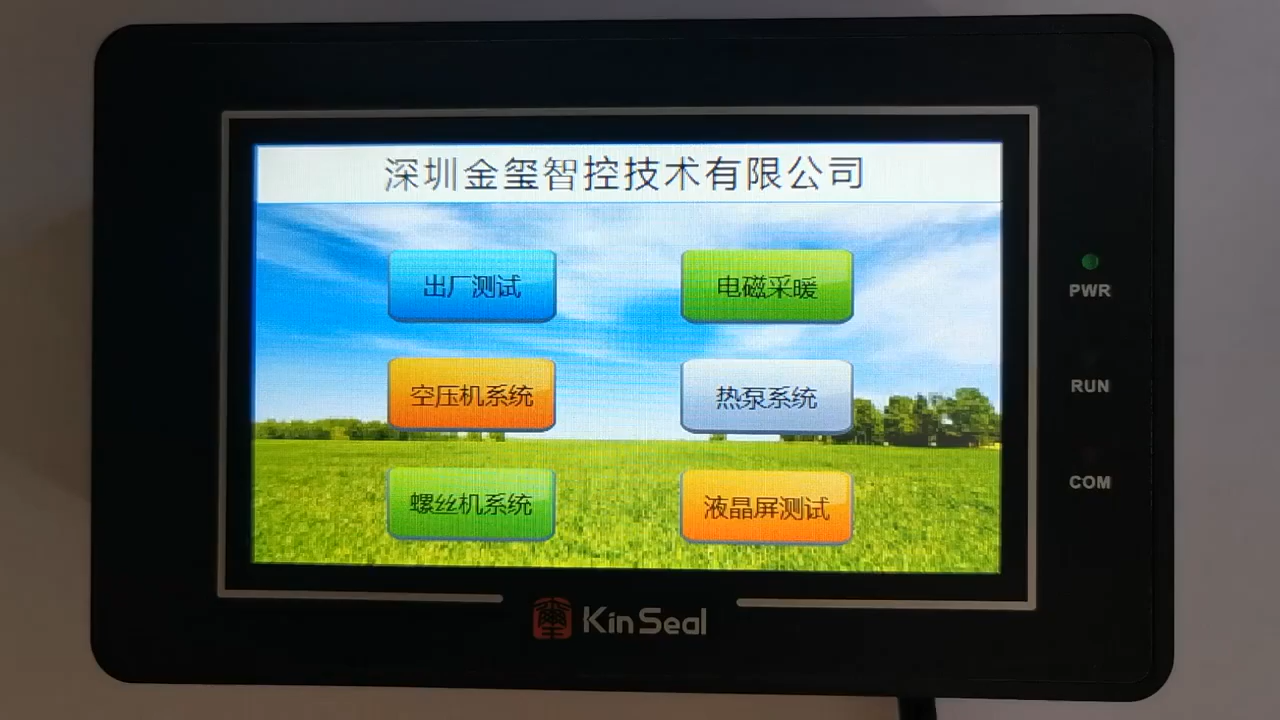 深圳金玺智控技术有限公司
出厂测试
电磁采暖
空压机系统
热泵系统
螺丝机系统
液晶屏测试
PWR
RUN
COM
KinSeal